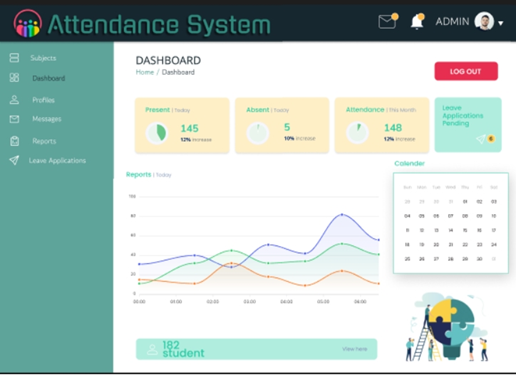 Attendance System
ADMIN
Subjects
Dashboard
Profiles
Messages
Reports
Leave Applications
DASHBOARD
Home / Dashboard
LOG OUT
Present | Today
145
12% increase
Absent | Today
5
10% increase
Attendance | This Month
148
12% increase
Leave
Applications
Pending
6
Reports | Today
100
80
60
40
20
0
00:00 01:00 02:00 03:00 04:00 05:00 06:00
Calender
Sun Mon Tue Wed Thu Fri Sat
01 02 03
04 05 06 07 08 09 10
11 12 13 14 15 16 17
18 19 20 21 22 23 24
25 26 27 28 29 30
182
student
View here